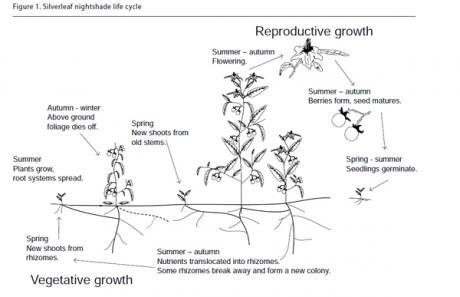 Figure 1. Silverleaf nightshade life cycle
Reproductive growth
Summer – autumn
Flowering.
Summer – autumn
Berries form, seed matures.
Autumn - winter
Above ground
foliage dies off.
Spring
New shoots from
old stems.
Summer
Plants grow,
root systems spread.
Spring - summer
Seedlings germinate.
Spring
New shoots from
rhizomes.
Summer – autumn
Nutrients translocated into rhizomes.
Some rhizomes break away and form a new colony.
Vegetative growth